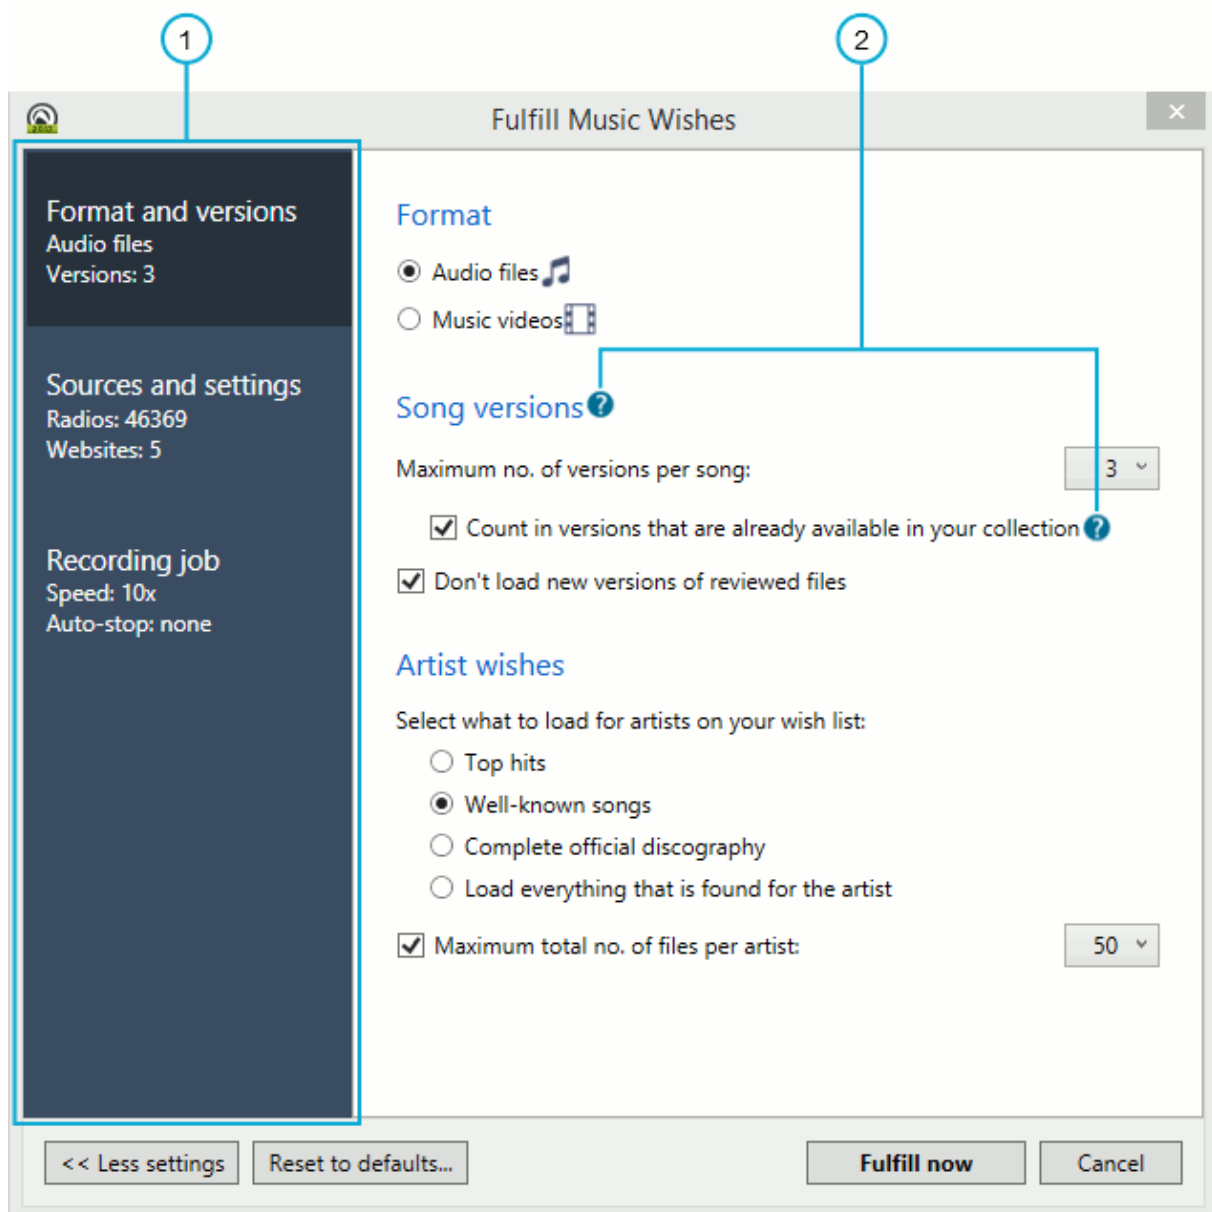 1
2
Fulfill Music Wishes
Format and versions
Audio files
Versions: 3
Sources and settings
Radios: 46369
Websites: 5
Recording job
Speed: 10x
Auto-stop: none
Format
Audio files
Music videos
Song versions ?
Maximum no. of versions per song: 3
Count in versions that are already available in your collection ?
Don't load new versions of reviewed files
Artist wishes
Select what to load for artists on your wish list:
Top hits
Well-known songs
Complete official discography
Load everything that is found for the artist
Maximum total no. of files per artist: 50
<< Less settings
Reset to defaults...
Fulfill now
Cancel